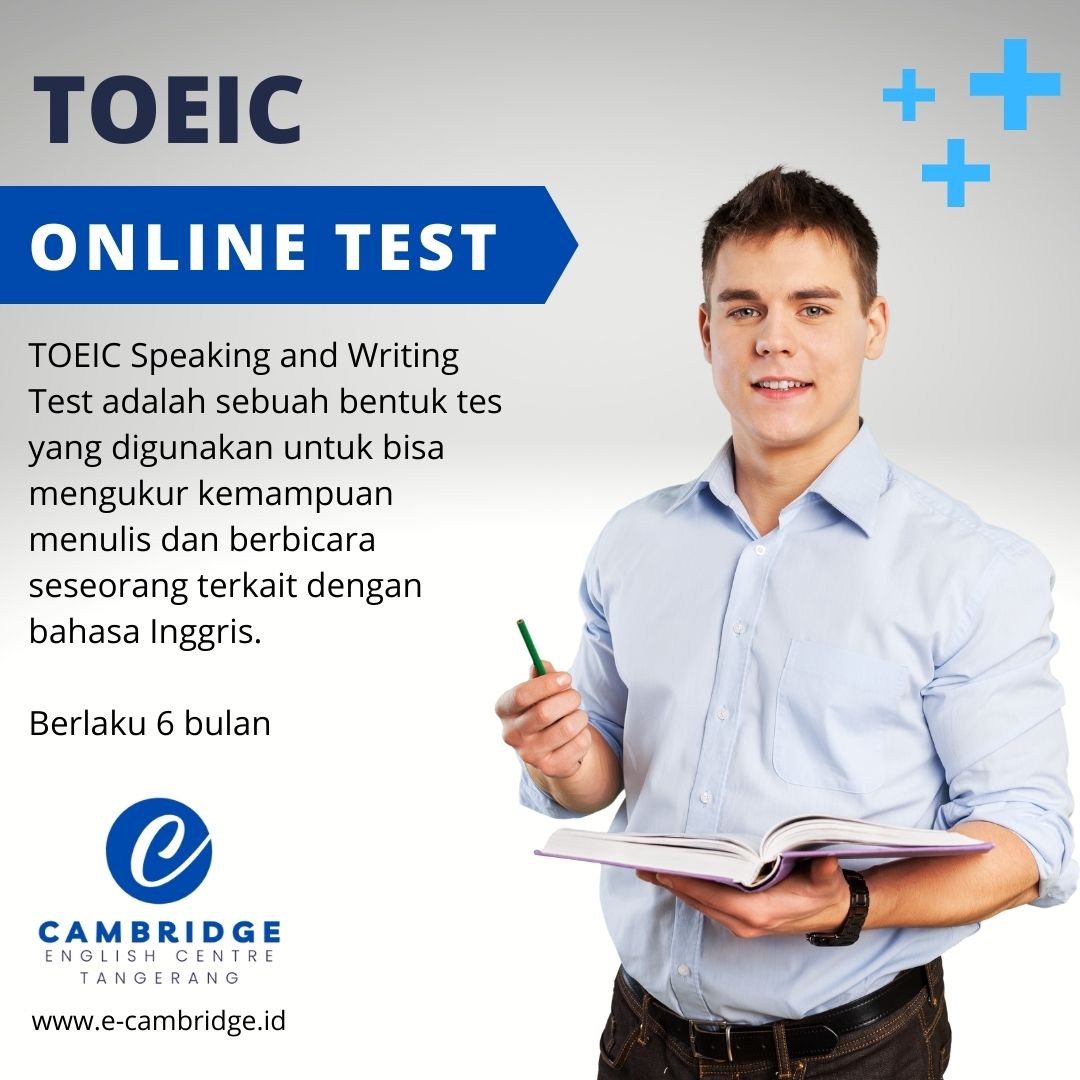 TOEIC
ONLINE TEST
TOEIC Speaking and Writing
Test adalah sebuah bentuk tes
yang digunakan untuk bisa
mengukur kemampuan
menulis dan berbicara
seseorang terkait dengan
bahasa Inggris.
Berlaku 6 bulan
CAMBRIDGE
ENGLISH CENTRE
TANGERANG
www.e-cambridge.id